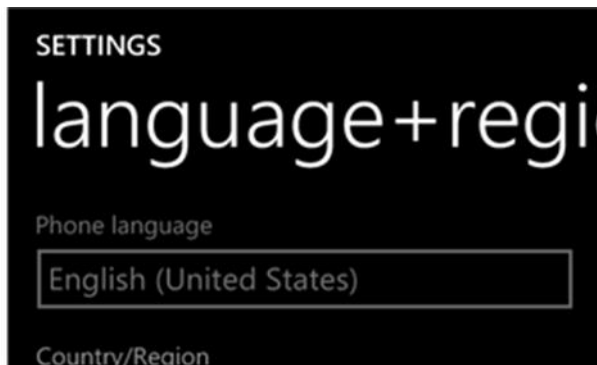 SETTINGS
language+regi
Phone language
English (United States)
Country/Region